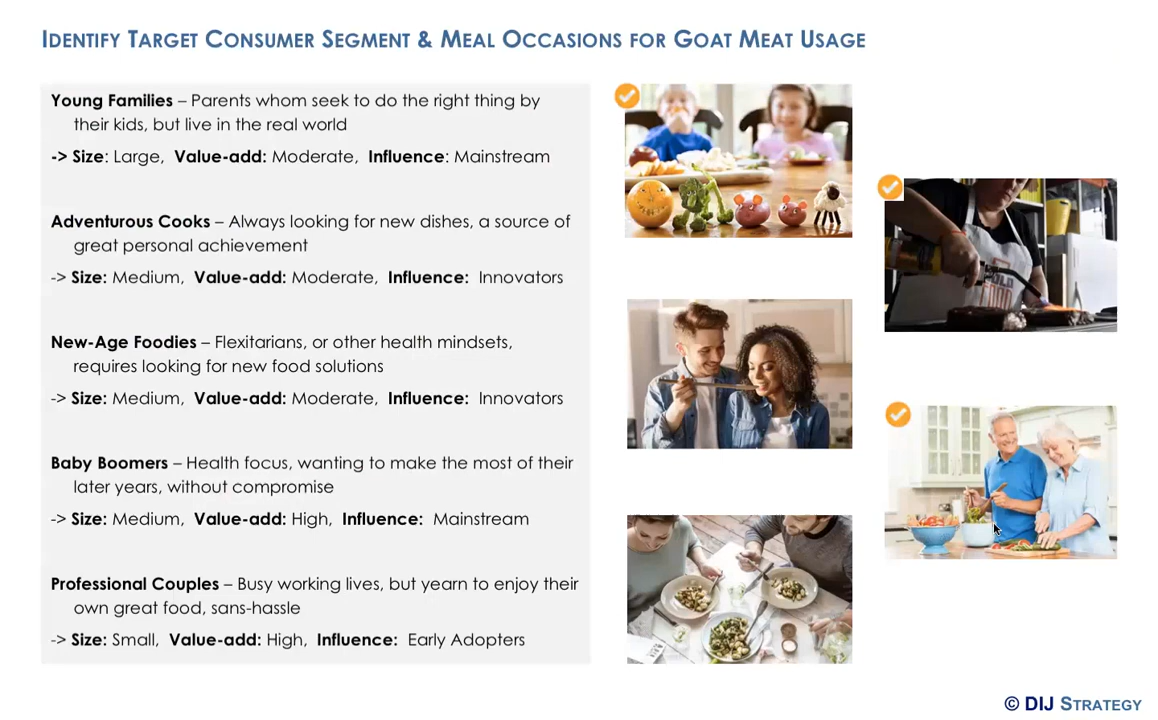 Identify Target Consumer Segment & Meal Occasions for Goat Meat Usage
Young Families – Parents whom seek to do the right thing by
their kids, but live in the real world
-> Size: Large, Value-add: Moderate, Influence: Mainstream
Adventurous Cooks – Always looking for new dishes, a source of
great personal achievement
-> Size: Medium, Value-add: Moderate, Influence: Innovators
New-Age Foodies – Flexitarians, or other health mindsets,
requires looking for new food solutions
-> Size: Medium, Value-add: Moderate, Influence: Innovators
Baby Boomers – Health focus, wanting to make the most of their
later years, without compromise
-> Size: Medium, Value-add: High, Influence: Mainstream
Professional Couples – Busy working lives, but yearn to enjoy their
own great food, sans-hassle
-> Size: Small, Value-add: High, Influence: Early Adopters
© DIJ Strategy